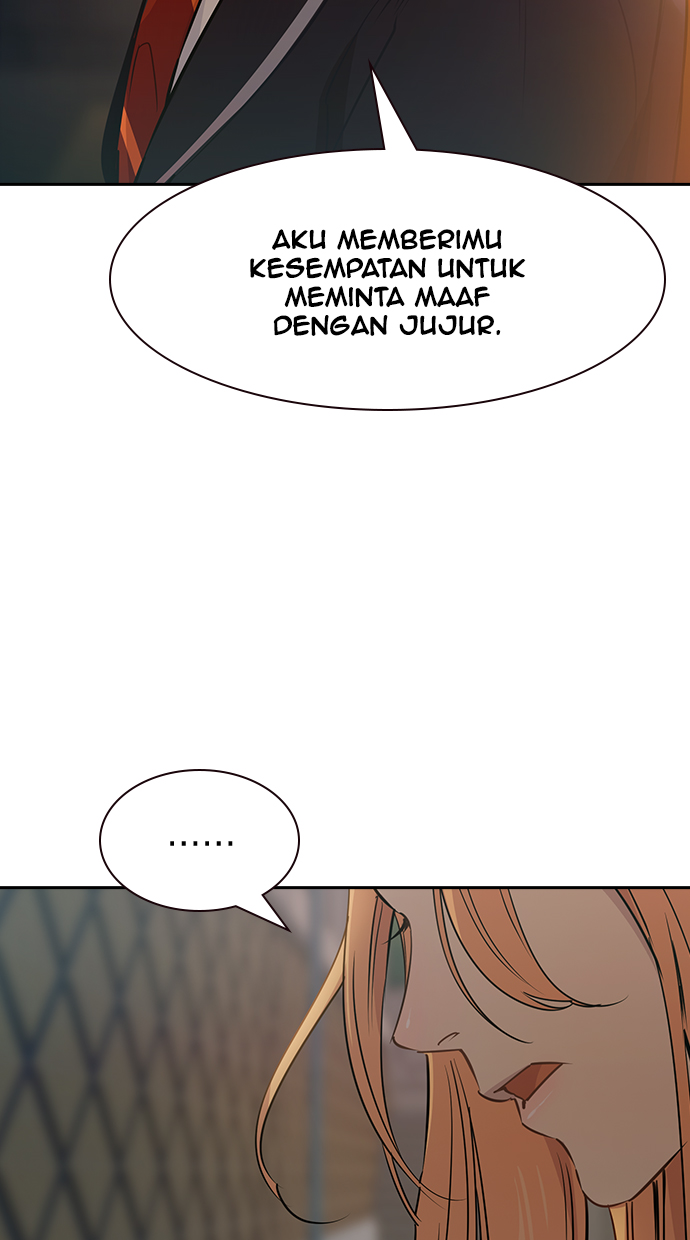 AKU MEMBERIMU
KESEMPATAN UNTUK
MEMINTA MAAF
DENGAN JUJUR.
......